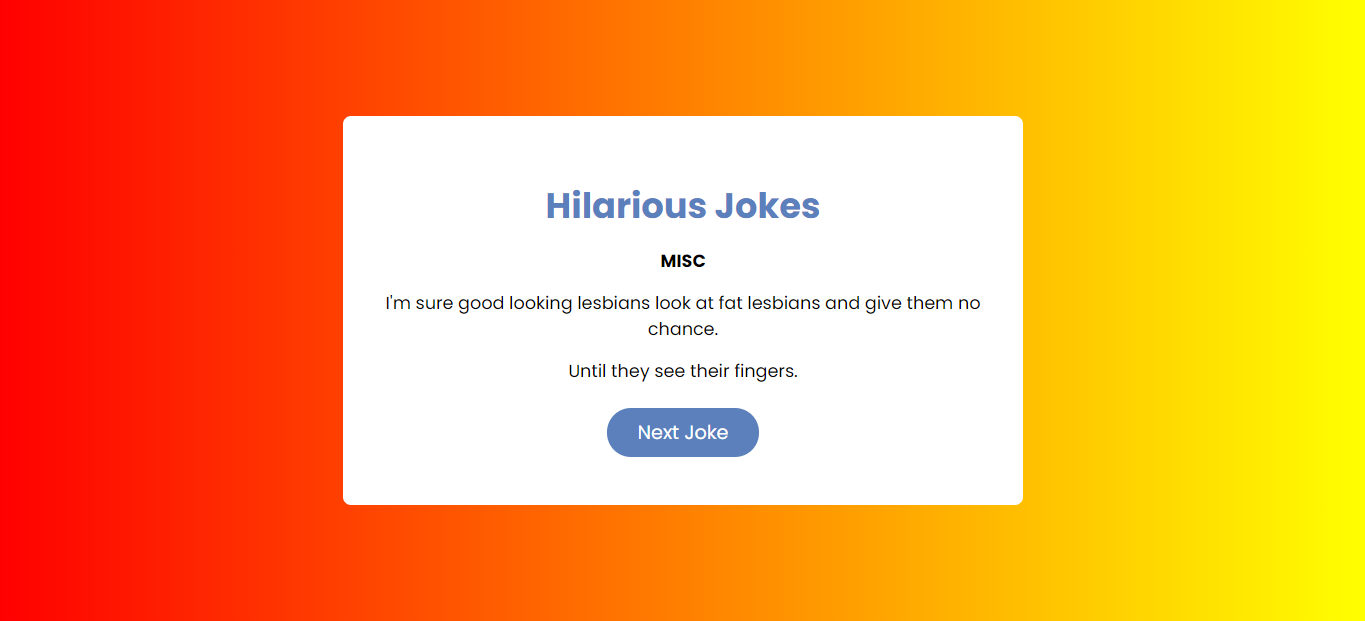 Hilarious Jokes
MISC
I'm sure good looking lesbians look at fat lesbians and give them no
chance.
Until they see their fingers.
Next Joke